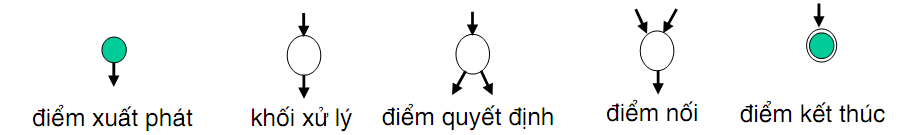 điểm xuất phát
khối xử lý
điểm quyết định
điểm nối
điểm kết thúc